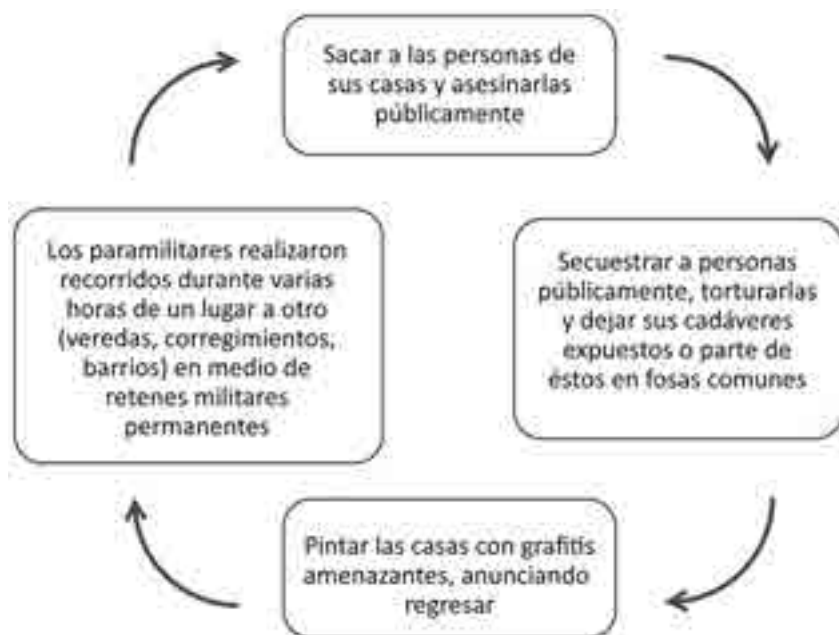 Sacar a las personas de
sus casas y asesinarlas
públicamente
Secuestrar a personas
públicamente, torturarlas
y dejar sus cadáveres
expuestos o parte de
éstos en fosas comunes
Pintar las casas con grafitis
amenazantes, anunciando
regresar
Los paramilitares realizaron
recorridos durante varias
horas de un lugar a otro
(veredas, corregimientos,
barrios) en medio de
retenes militares
permanentes